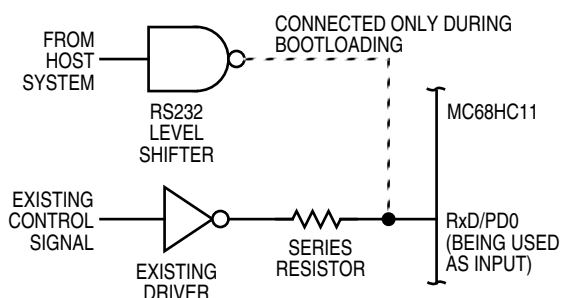 FROM
HOST
SYSTEM
RS232
LEVEL
SHIFTER
CONNECTED ONLY DURING
BOOTLOADING
MC68HC11
EXISTING
CONTROL
SIGNAL
EXISTING
DRIVER
SERIES
RESISTOR
RxD/PD0
(BEING USED
AS INPUT)